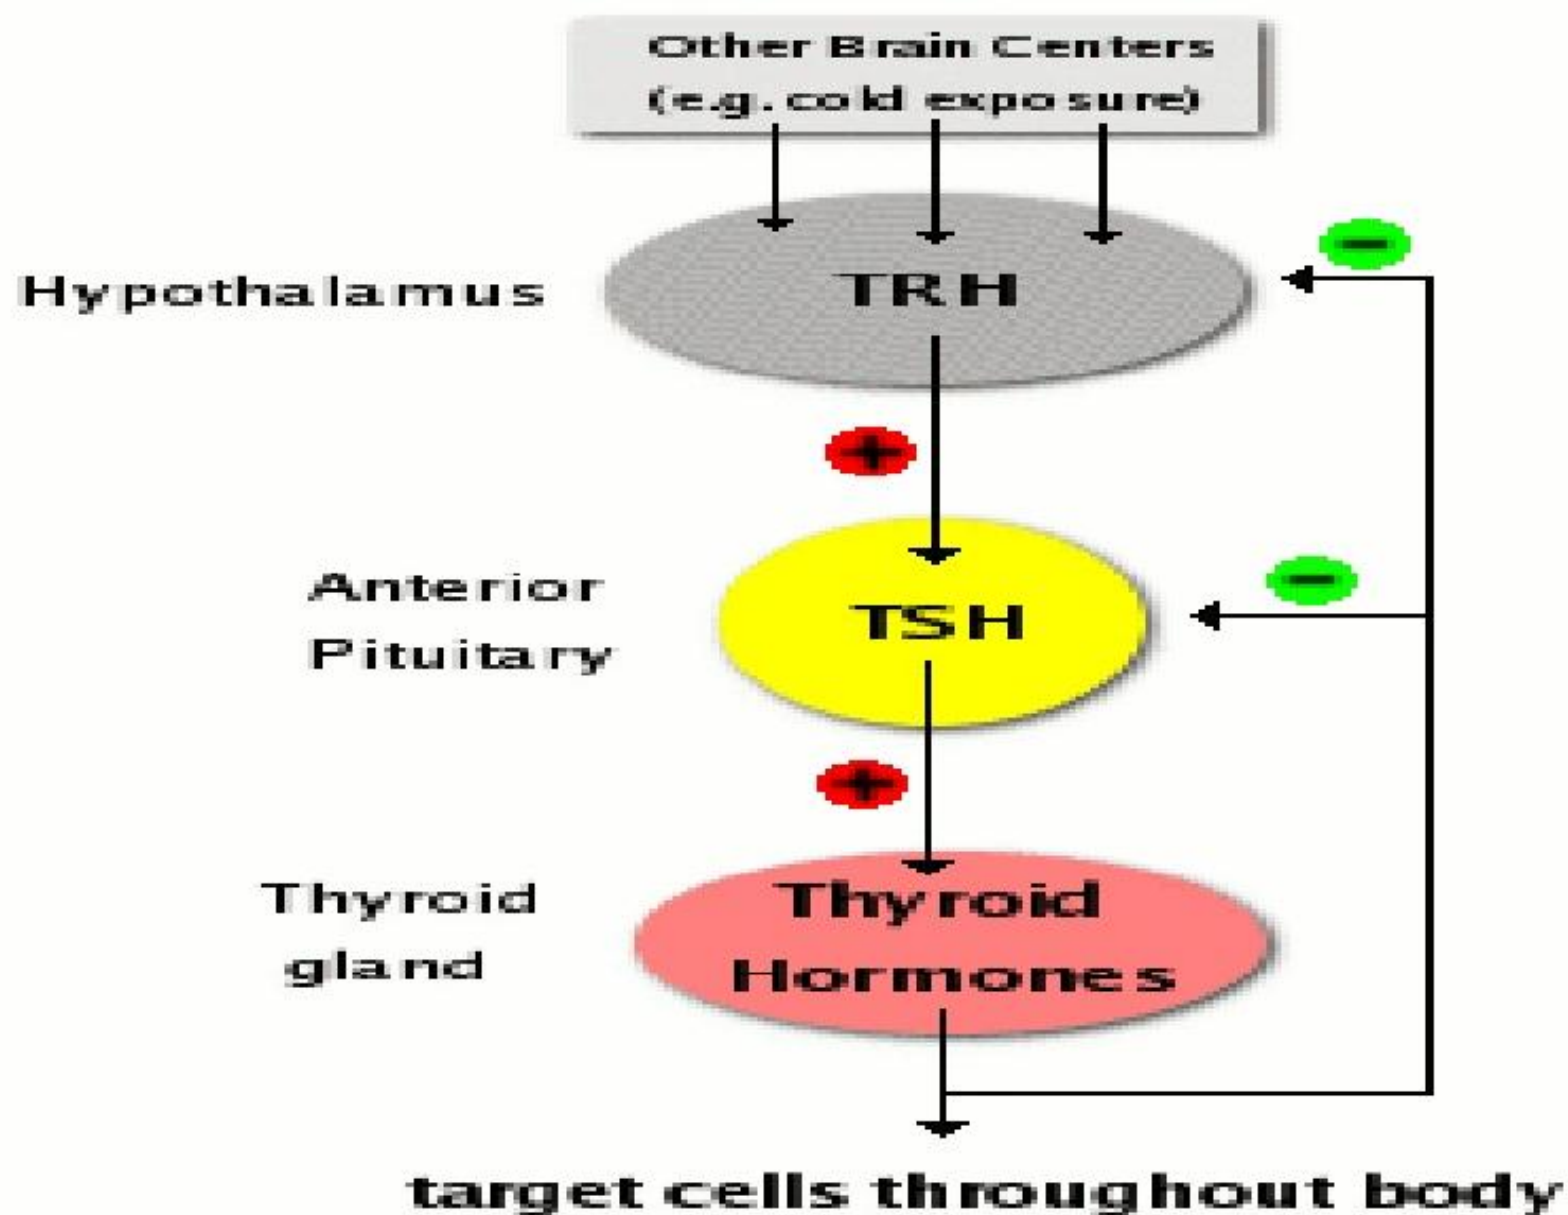 Other Brain Centers
(e.g. cold exposure)
−
Hypothalamus
TRH
+
−
Anterior
Pituitary
TSH
+
Thyroid
gland
Thyroid
Hormones
target cells throughout body